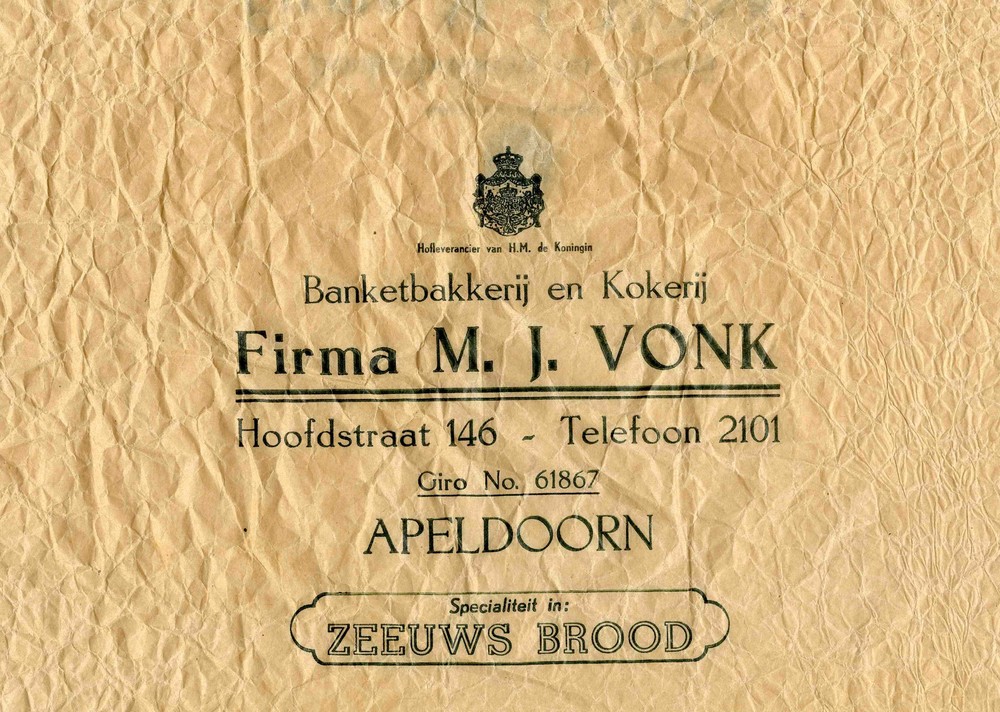 Hofleverancier van H.M. de Koningin
Banketbakkerij en Kokerij
Firma M. J. VONK
Hoofdstraat 146 - Telefoon 2101
Giro No. 61867
APELDOORN
Specialiteit in:
ZEEUWS BROOD